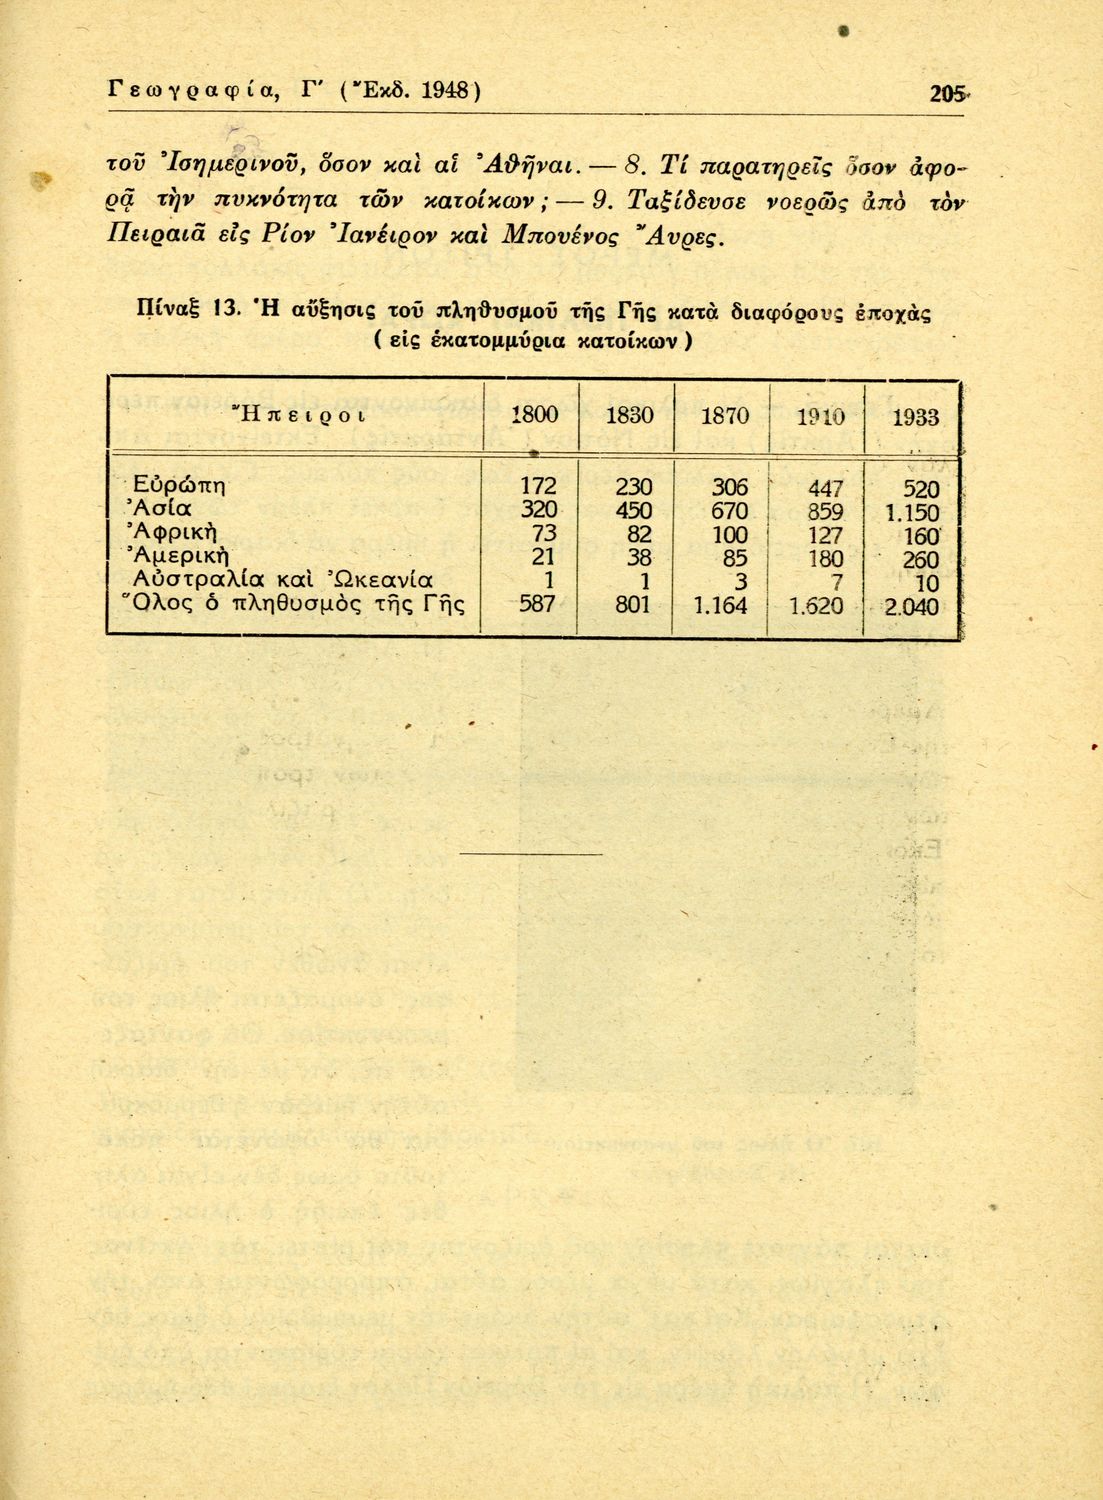 Γεωγραφία, Γ′ (Ἔκδ. 1948) 205
τοῦ Ἰσημερινοῦ, ὅσον καὶ αἱ Ἀθῆναι. — 8. Τί παρατηρεῖς ὅσον ἀφο-
ρᾷ τὴν πυκνότητα τῶν κατοίκων ; — 9. Ταξίδευσε νοερῶς ἀπὸ τὸν
Πειραιᾶ εἰς Ρίον Ἰανέιρον καὶ Μπουένος Ἄυρες.
Πίναξ 13. Ἡ αὔξησις τοῦ πληθυσμοῦ τῆς Γῆς κατὰ διαφόρους ἐποχὰς
( εἰς ἑκατομμύρια κατοίκων )
Ἤπειροι 1800 1830 1870 1910 1933
Εὐρώπη 172 230 306 447 520
Ἀσία 320 450 670 859 1.150
Ἀφρικὴ 73 82 100 127 160
Ἀμερικὴ 21 38 85 180 260
Αὐστραλία καὶ Ὠκεανία 1 1 3 7 10
Ὅλος ὁ πληθυσμὸς τῆς Γῆς 587 801 1.164 1.620 2.040